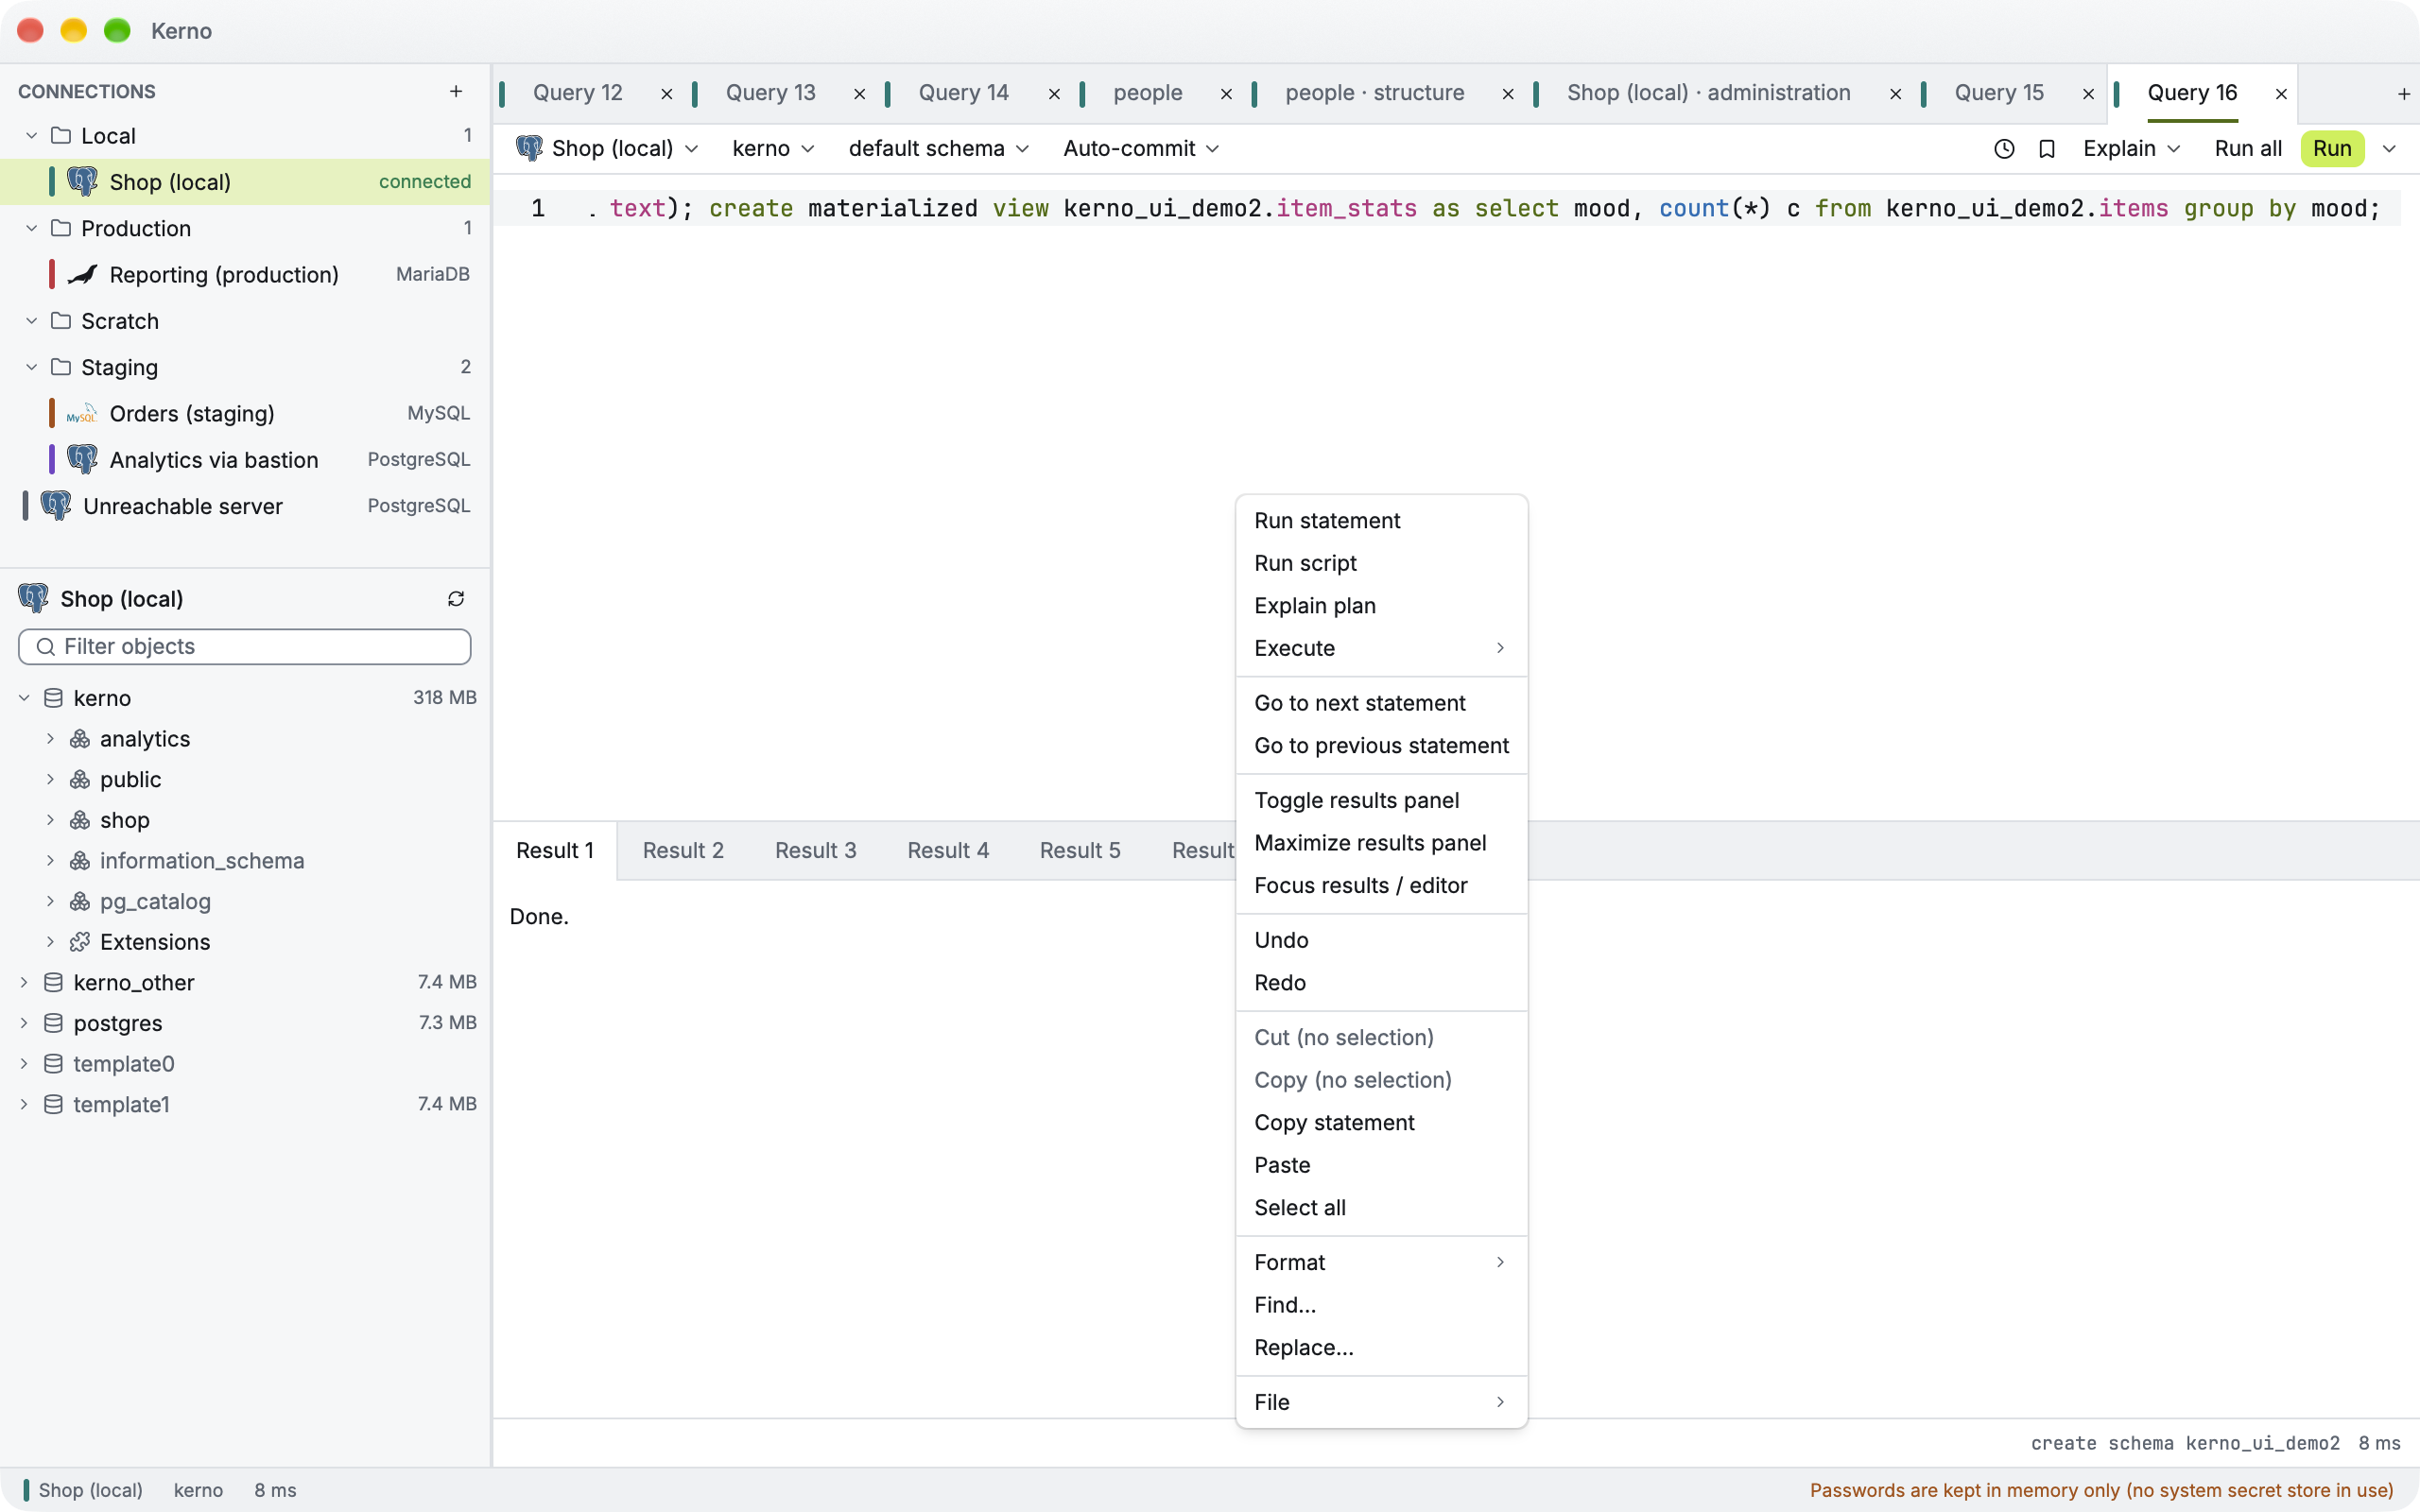 Kerno
CONNECTIONS
Local 1
Shop (local) connected
Production 1
Reporting (production) MariaDB
Scratch
Staging 2
MySQL Orders (staging) MySQL
Analytics via bastion PostgreSQL
Unreachable server PostgreSQL
Shop (local)
Filter objects
kerno 318 MB
analytics
public
shop
information_schema
pg_catalog
Extensions
kerno_other 7.4 MB
postgres 7.3 MB
template0
template1 7.4 MB
Query 12 Query 13 Query 14 people people · structure Shop (local) · administration Query 15 Query 16
Shop (local) kerno default schema Auto-commit Explain Run all Run
1 . text); create materialized view kerno_ui_demo2.item_stats as select mood, count(*) c from kerno_ui_demo2.items group by mood;
Run statement
Run script
Explain plan
Execute
Go to next statement
Go to previous statement
Toggle results panel
Maximize results panel
Focus results / editor
Undo
Redo
Cut (no selection)
Copy (no selection)
Copy statement
Paste
Select all
Format
Find...
Replace...
File
Result 1 Result 2 Result 3 Result 4 Result 5 Result
Done.
create schema kerno_ui_demo2 8 ms
Shop (local) kerno 8 ms
Passwords are kept in memory only (no system secret store in use)